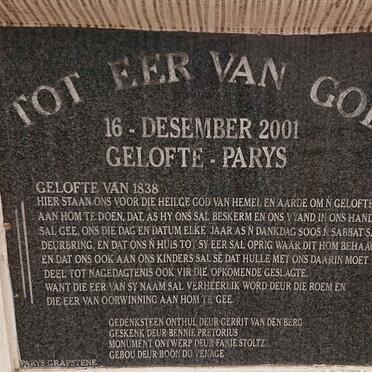 TOT EER VAN GOD
16 - DESEMBER 2001
GELOFTE - PARYS
GELOFTE VAN 1838
HIER STAAN ONS VOOR DIE HEILGE GOD VAN HEMEL EN AARDE OM Ń GELOFTE
AAN HOM TE DOEN, DAT, AS HY ONS SAL BESKERM EN ONS VYAND IN ONS HAND
SAL GEE, ONS DIE DAG EN DATUM ELKE JAAR AS Ń DANKDAG SOOS Ń SABBAT SAL
DEURBRING, EN DAT ONS Ń HUIS TOT SY EER SAL OPRIG WAAR DIT HOM BEHAAG
EN DAT ONS OOK AAN ONS KINDERS SAL SÊ DAT HULLE MET ONS DAARIN MOET
DEEL TOT NAGEDAGTENIS OOK VIR DIE OPKOMENDE GESLAGTE.
WANT DIE EER VAN SY NAAM SAL VERHEERLIK WORD DEUR DIE ROEM EN
DIE EER VAN OORWINNING AAN HOM TE GEE.
GEDENKSTEEN ONTHUL DEUR GERRIT VAN DEN BERG
GESKENK DEUR BENNIE PRETORIUS
MONUMENT ONTWERP DEUR FANIE STOLTZ
GEBOU DEUR BOON DU PENAGE
PARYS GRAFSTENE